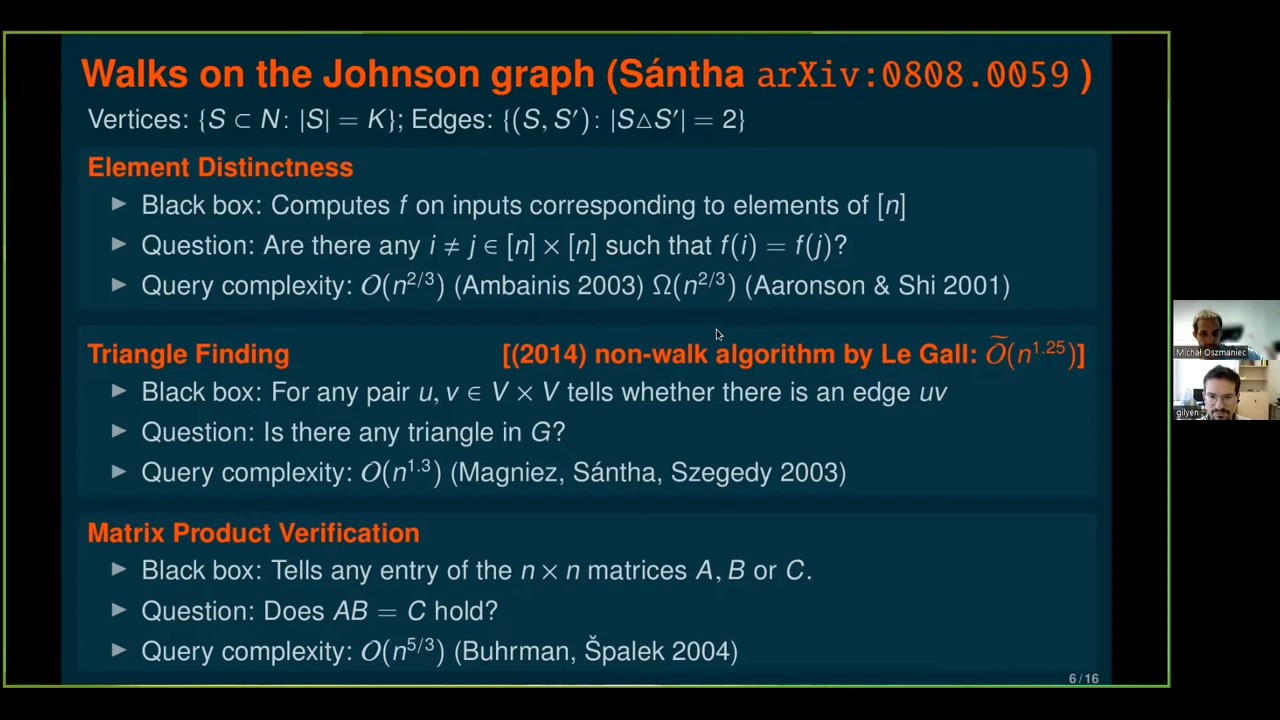 Walks on the Johnson graph (Sántha arXiv:0808.0059 )
Vertices: {S ⊂ N: |S| = K}; Edges: {(S, S′): |S△S′| = 2}
Element Distinctness
► Black box: Computes f on inputs corresponding to elements of [n]
► Question: Are there any i ≠ j ∈ [n] × [n] such that f(i) = f(j)?
► Query complexity: O(n^{2/3}) (Ambainis 2003) Ω(n^{2/3}) (Aaronson & Shi 2001)
Triangle Finding [(2014) non-walk algorithm by Le Gall: Õ(n^{1.25})]
► Black box: For any pair u, v ∈ V × V tells whether there is an edge uv
► Question: Is there any triangle in G?
► Query complexity: O(n^{1.3}) (Magniez, Sántha, Szegedy 2003)
Matrix Product Verification
► Black box: Tells any entry of the n × n matrices A, B or C.
► Question: Does AB = C hold?
► Query complexity: O(n^{5/3}) (Buhrman, Špalek 2004)
6 / 16
Michał Oszmaniec
gilyen